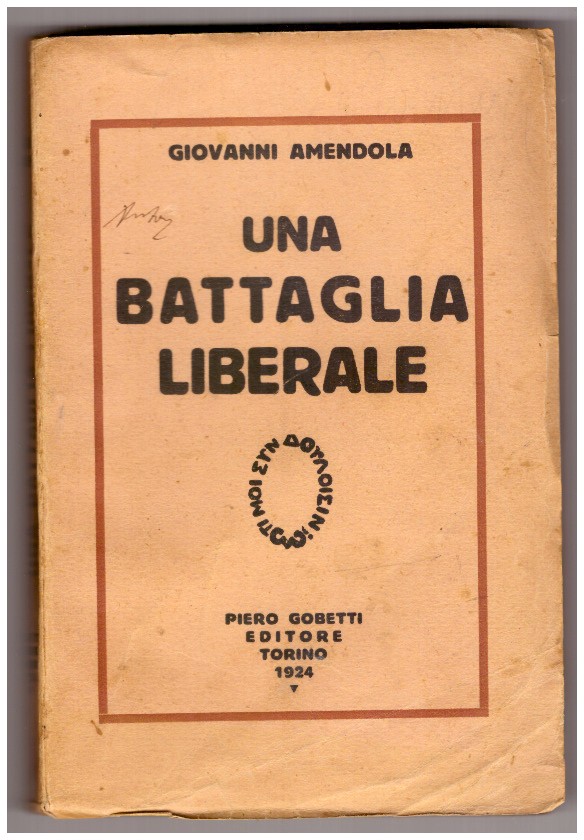 GIOVANNI AMENDOLA
UNA
BATTAGLIA
LIBERALE
ΤΙ ΜΟΙ ΣΥΝ ΔΟΥΛΟΙΣΙΝ
PIERO GOBETTI
EDITORE
TORINO
1924